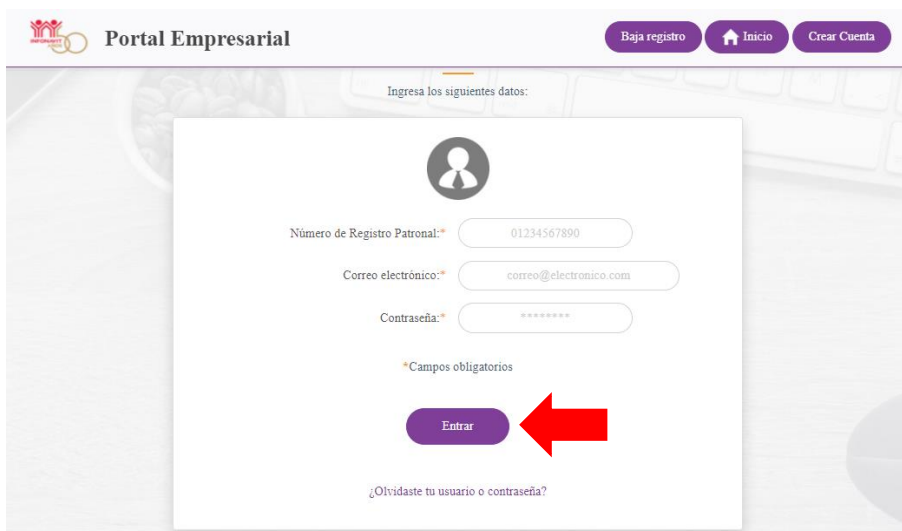 Portal Empresarial
Baja registro
Inicio
Crear Cuenta
Ingresa los siguientes datos:
Número de Registro Patronal:* 01234567890
Correo electrónico:* correo@electronico.com
Contraseña:* ********
*Campos obligatorios
Entrar
¿Olvidaste tu usuario o contraseña?